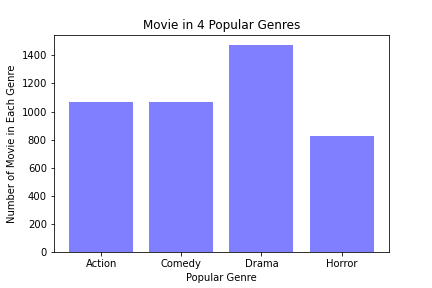 Movie in 4 Popular Genres
Number of Movie in Each Genre
1400
1200
1000
800
600
400
200
0
Action Comedy Drama Horror
Popular Genre